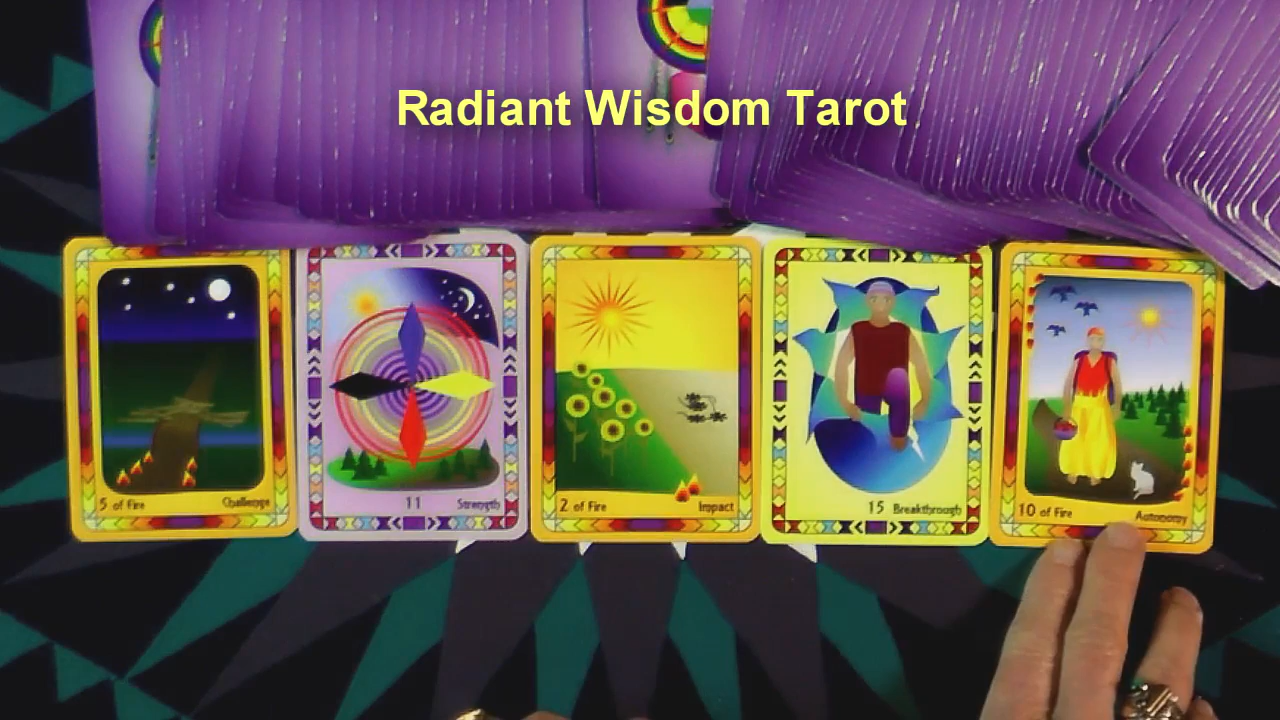 Radiant Wisdom Tarot
5 of Fire Challenge
11 Strength
2 of Fire Impact
15 Breakthrough
10 of Fire Autonomy